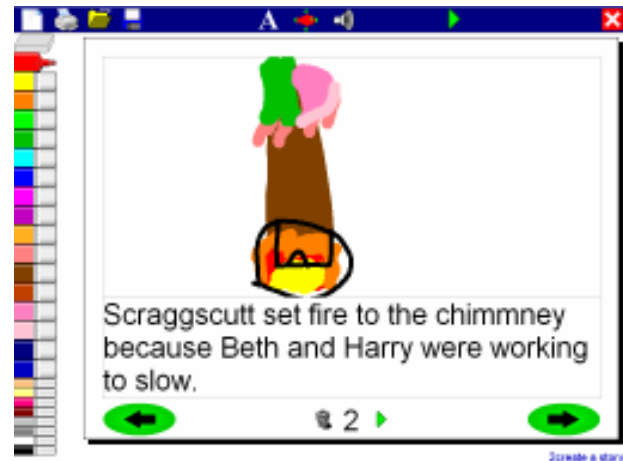 A
Scraggscutt set fire to the chimmney
because Beth and Harry were working
to slow.
2
2create a story